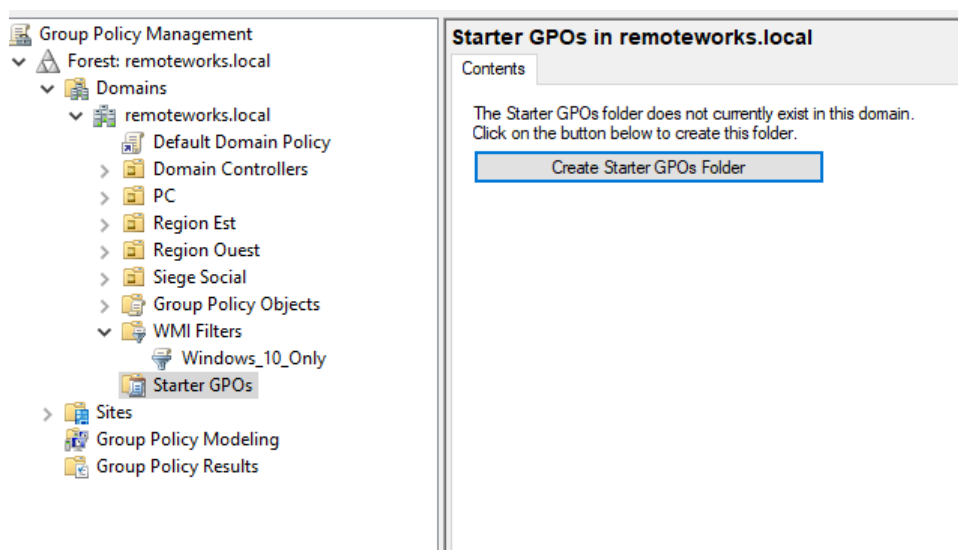 Group Policy Management
Forest: remoteworks.local
Domains
remoteworks.local
Default Domain Policy
Domain Controllers
PC
Region Est
Region Ouest
Siege Social
Group Policy Objects
WMI Filters
Windows_10_Only
Starter GPOs
Sites
Group Policy Modeling
Group Policy Results
Starter GPOs in remoteworks.local
Contents
The Starter GPOs folder does not currently exist in this domain.
Click on the button below to create this folder.
Create Starter GPOs Folder